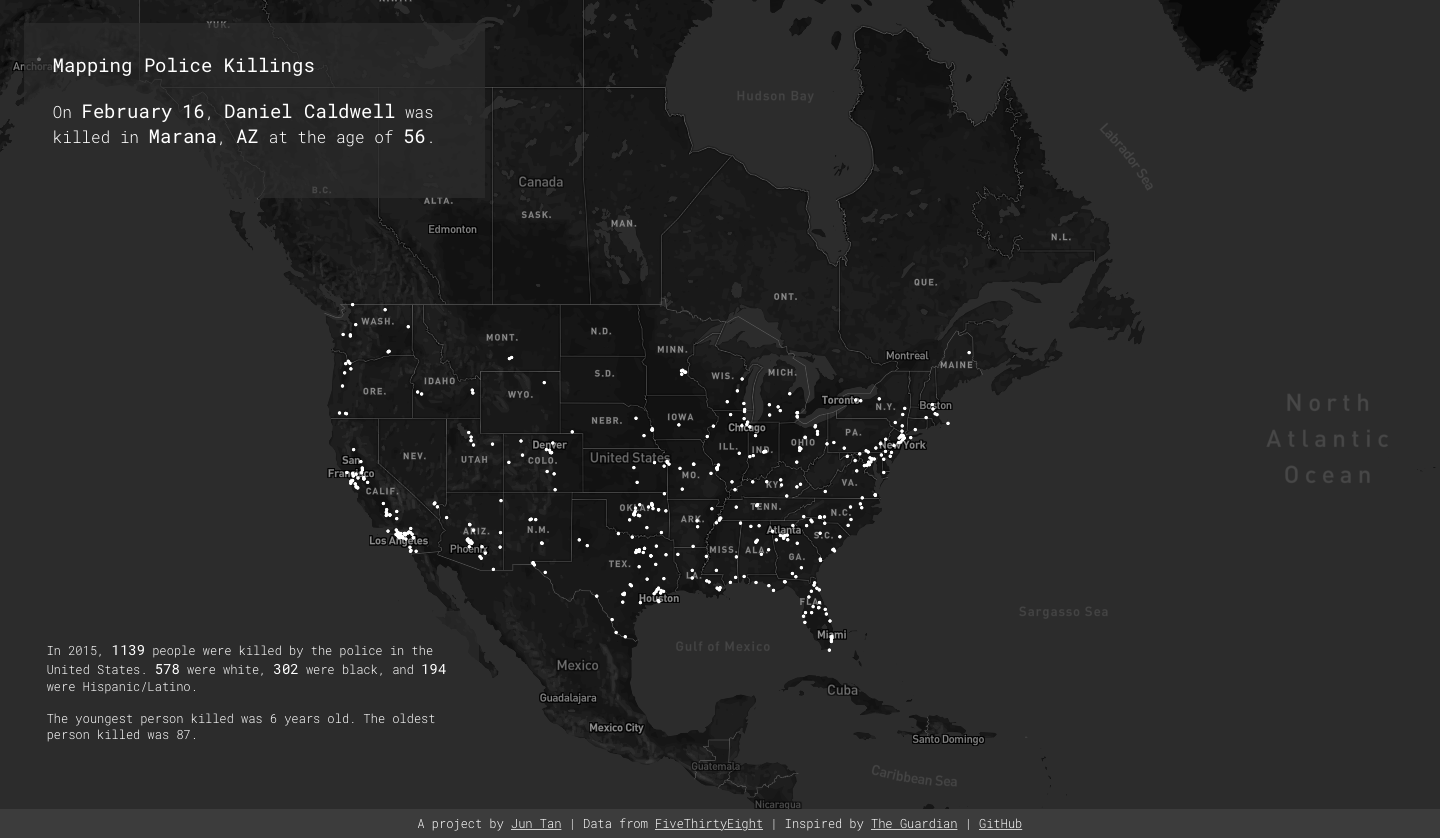 Mapping Police Killings
On February 16, Daniel Caldwell was
killed in Marana, AZ at the age of 56.
YUK.
B.C.
ALTA.
Edmonton
Canada
SASK.
MAN.
Hudson Bay
Labrador Sea
N.L.
QUE.
ONT.
Montreal
MAINE
WASH.
MONT.
N.D.
MINN.
ORE.
IDAHO
WYO.
S.D.
WIS.
MICH.
Toronto
N.Y.
Boston
NEBR.
IOWA
Chicago
ILL.
IND.
OHIO
PA.
New York
San
Francisco
NEV.
UTAH
Denver
COLO.
United States
MO.
KY.
VA.
CALIF.
Los Angeles
ARIZ.
Phoenix
N.M.
OKLA.
ARK.
TENN.
N.C.
Atlanta
S.C.
TEX.
MISS.
ALA.
GA.
LA.
Houston
FLA.
Miami
North
Atlantic
Ocean
Sargasso Sea
Gulf of Mexico
Mexico
Guadalajara
Mexico City
Cuba
Santo Domingo
Guatemala
Caribbean Sea
Nicaragua
In 2015, 1139 people were killed by the police in the
United States. 578 were white, 302 were black, and 194
were Hispanic/Latino.
The youngest person killed was 6 years old. The oldest
person killed was 87.
A project by Jun Tan | Data from FiveThirtyEight | Inspired by The Guardian | GitHub